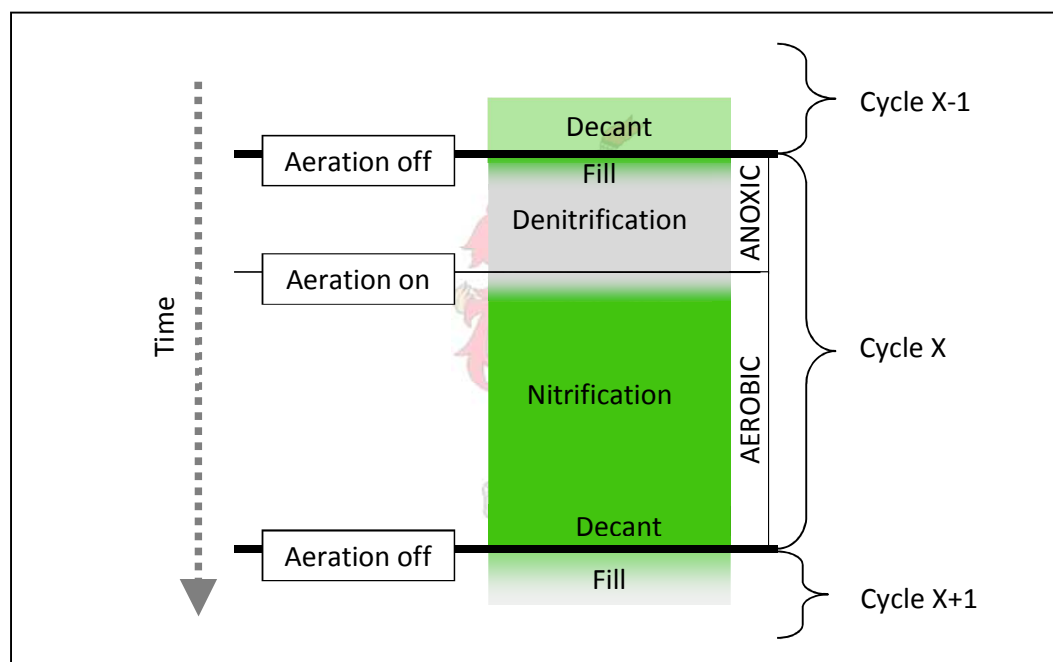 Cycle X-1
Decant
Aeration off
Fill
ANOXIC
Denitrification
Aeration on
Time
Cycle X
Nitrification
AEROBIC
Decant
Aeration off
Fill
Cycle X+1